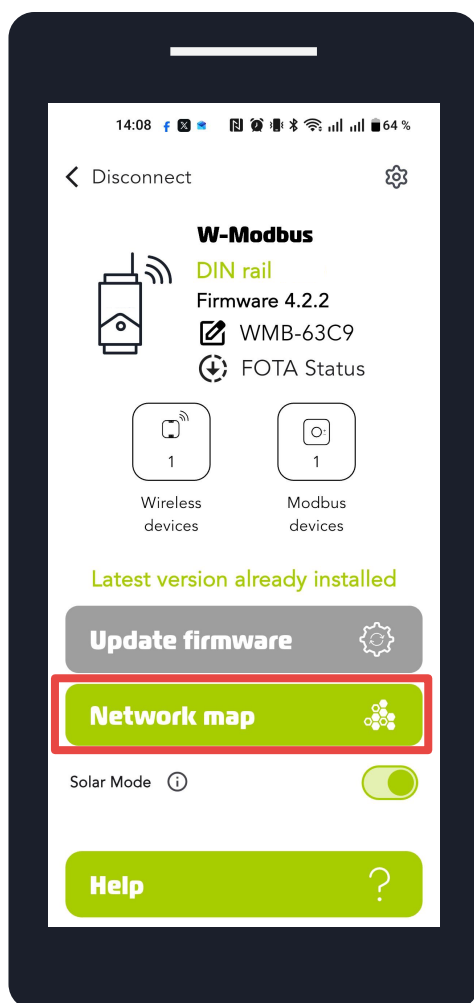 14:08 64 %
Disconnect
W-Modbus
DIN rail
Firmware 4.2.2
WMB-63C9
FOTA Status
1 1
Wireless devices
Modbus devices
Latest version already installed
Update firmware
Network map
Solar Mode
Help ?